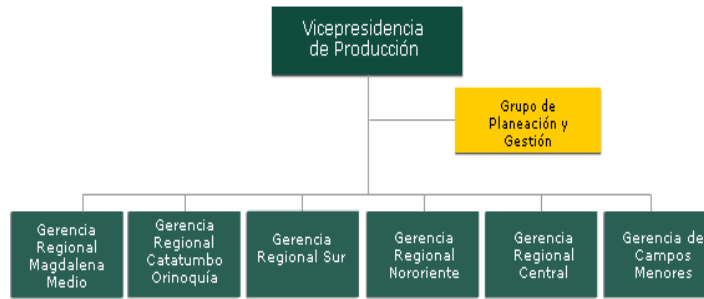 Vicepresidencia
de Producción
Grupo de
Planeación y
Gestión
Gerencia
Regional
Magdalena
Medio
Gerencia
Regional
Catatumbo
Orinoquía
Gerencia
Regional Sur
Gerencia
Regional
Nororiente
Gerencia
Regional
Central
Gerencia de
Campos
Menores